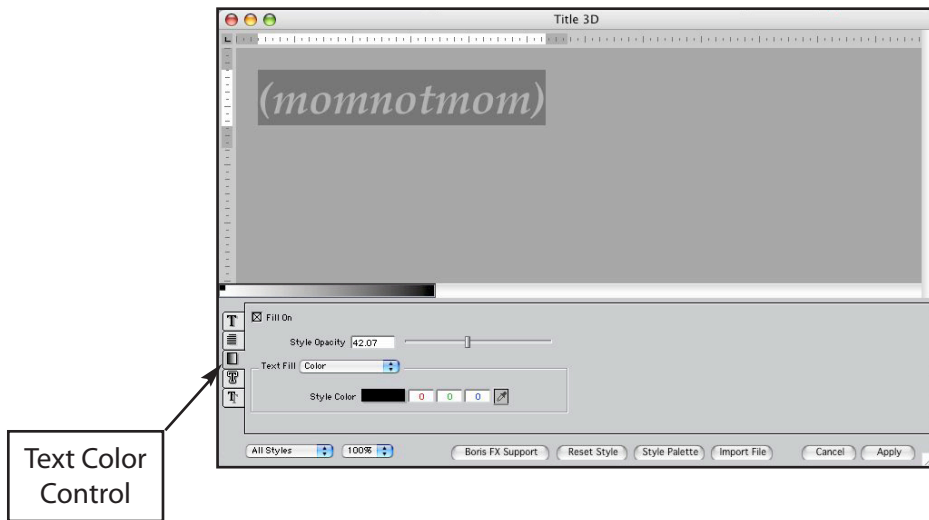 Title 3D
(momnotmom)
T
Fill On
Style Opacity 42.07
Text Fill Color
T
T
Style Color 0 0 0
All Styles 100% Boris FX Support Reset Style Style Palette Import File Cancel Apply
Text Color
Control